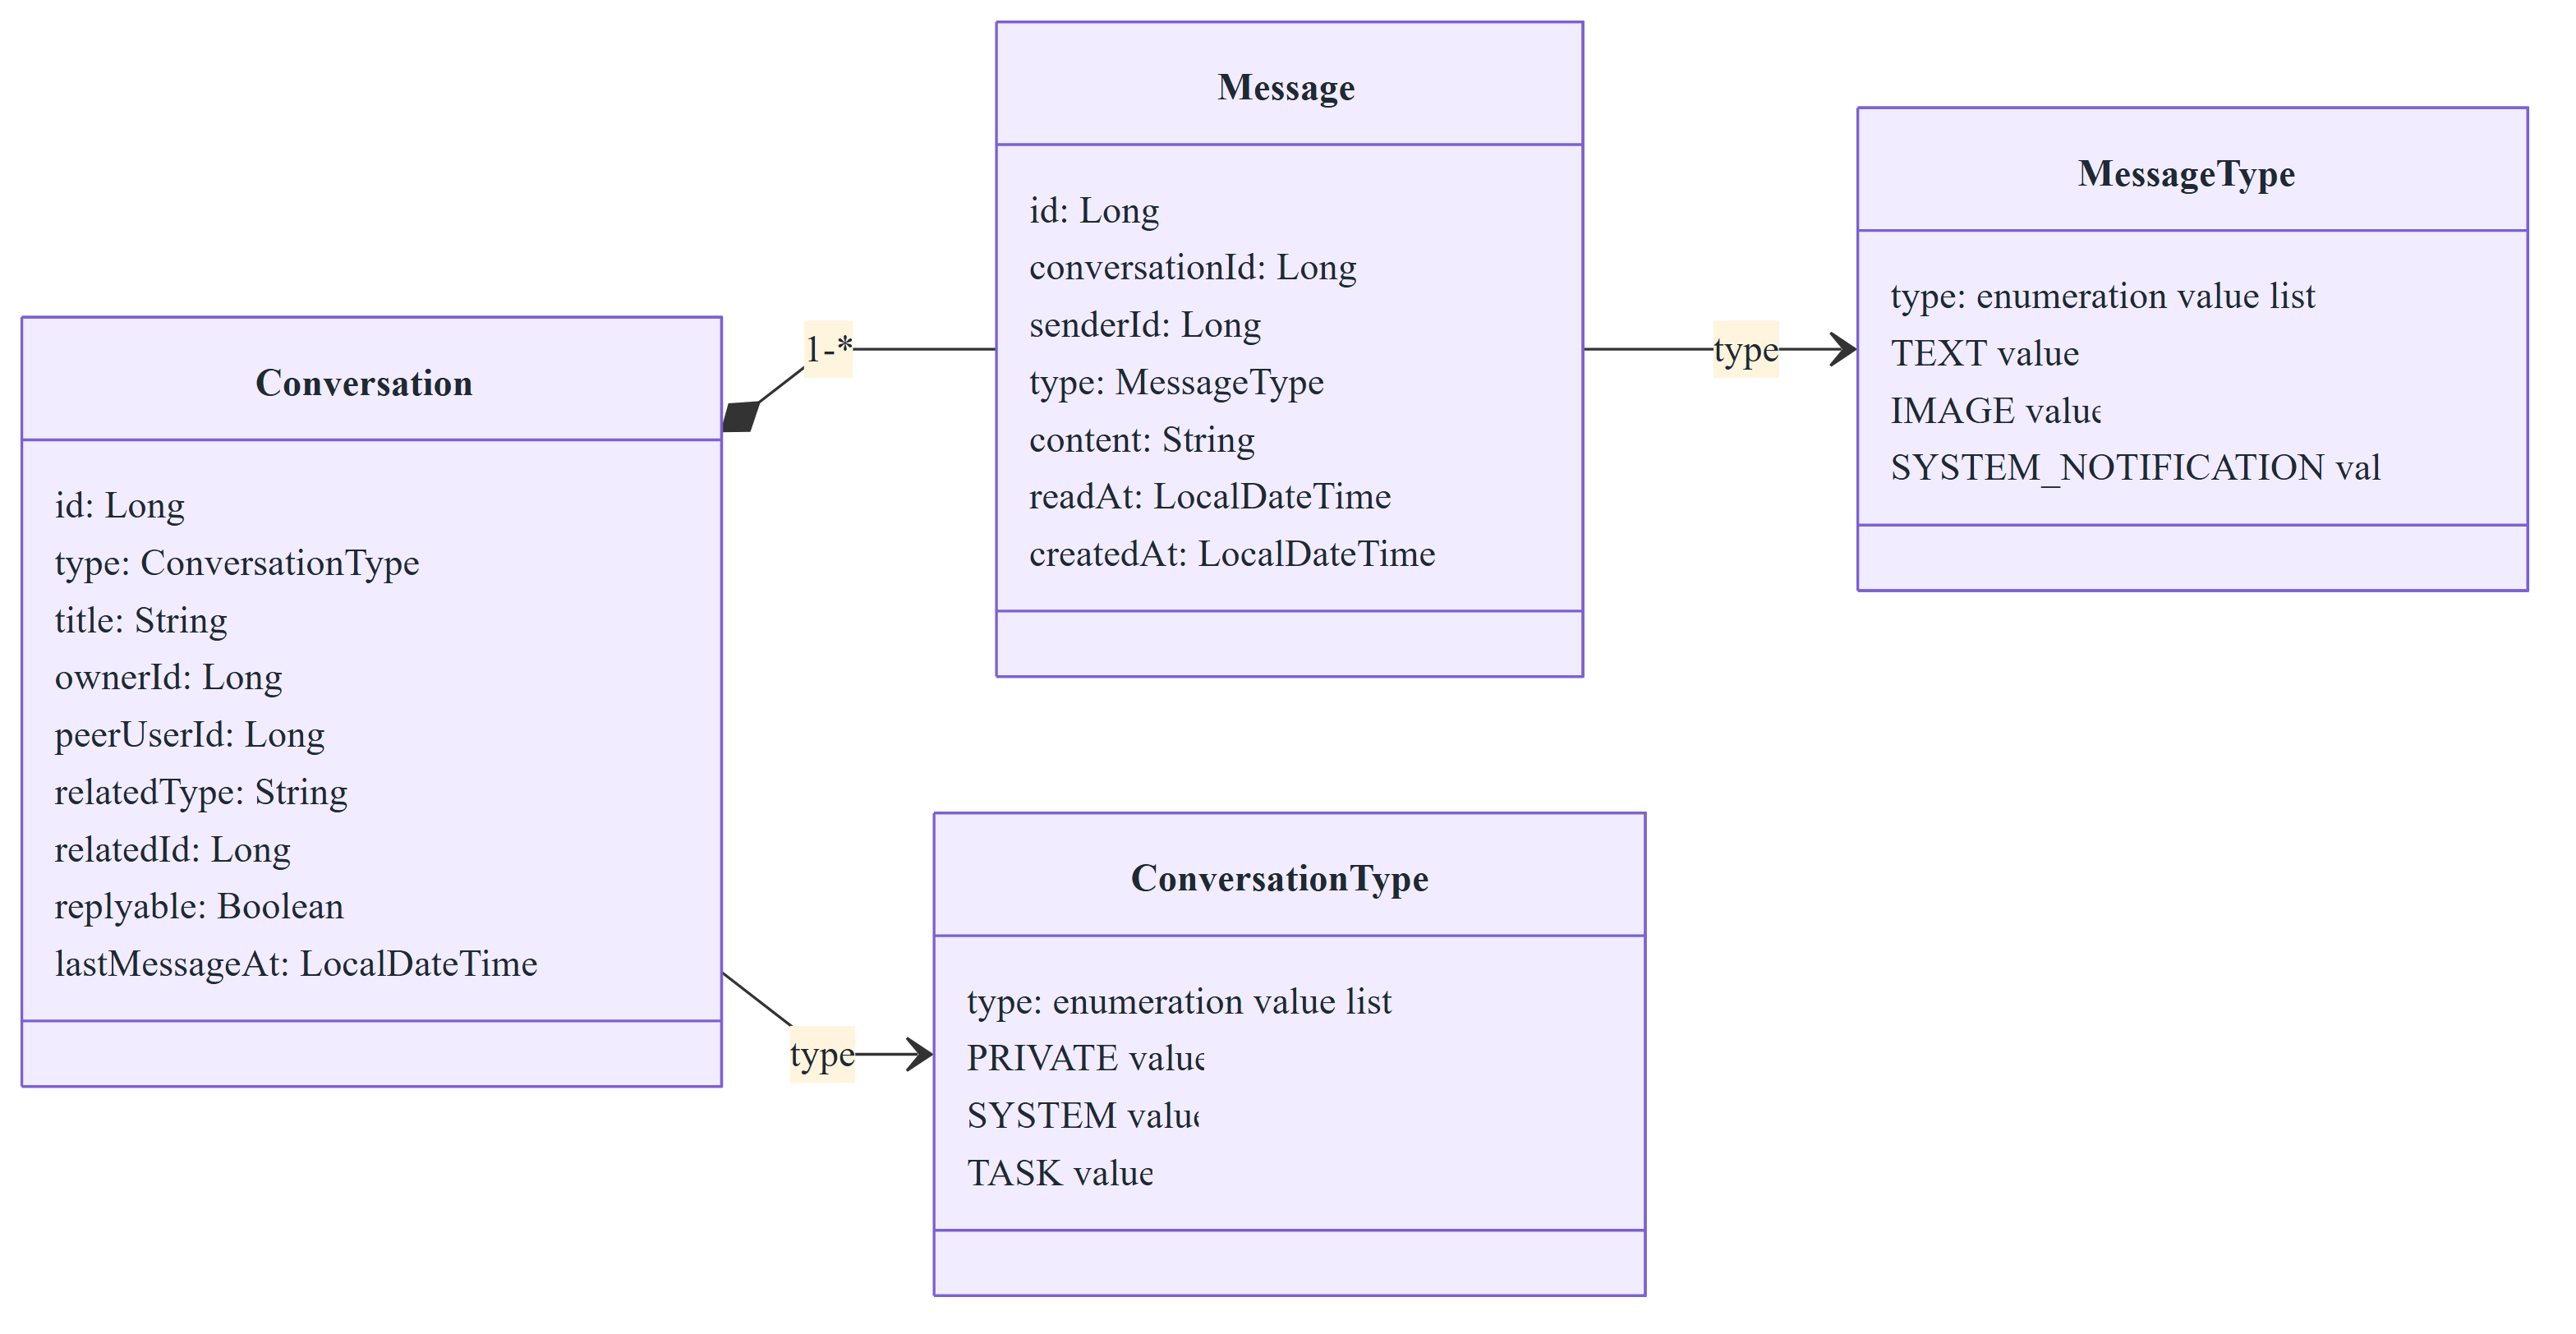 Conversation
id: Long
type: ConversationType
title: String
ownerId: Long
peerUserId: Long
relatedType: String
relatedId: Long
replyable: Boolean
lastMessageAt: LocalDateTime
1-*
type
Message
id: Long
conversationId: Long
senderId: Long
type: MessageType
content: String
readAt: LocalDateTime
createdAt: LocalDateTime
type
MessageType
type: enumeration value list
TEXT value
IMAGE value
SYSTEM_NOTIFICATION val
ConversationType
type: enumeration value list
PRIVATE value
SYSTEM value
TASK value